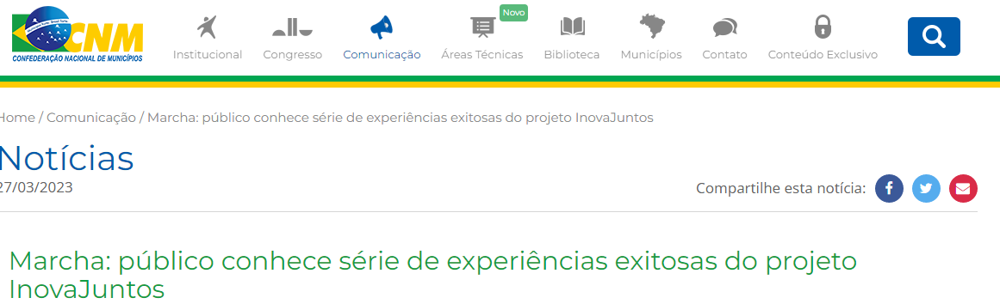 CNM
CONFEDERAÇÃO NACIONAL DE MUNICÍPIOS
Novo
Institucional Congresso Comunicação Áreas Técnicas Biblioteca Municípios Contato Conteúdo Exclusivo
Home / Comunicação / Marcha: público conhece série de experiências exitosas do projeto InovaJuntos
Notícias
27/03/2023
Compartilhe esta notícia:
Marcha: público conhece série de experiências exitosas do projeto
InovaJuntos